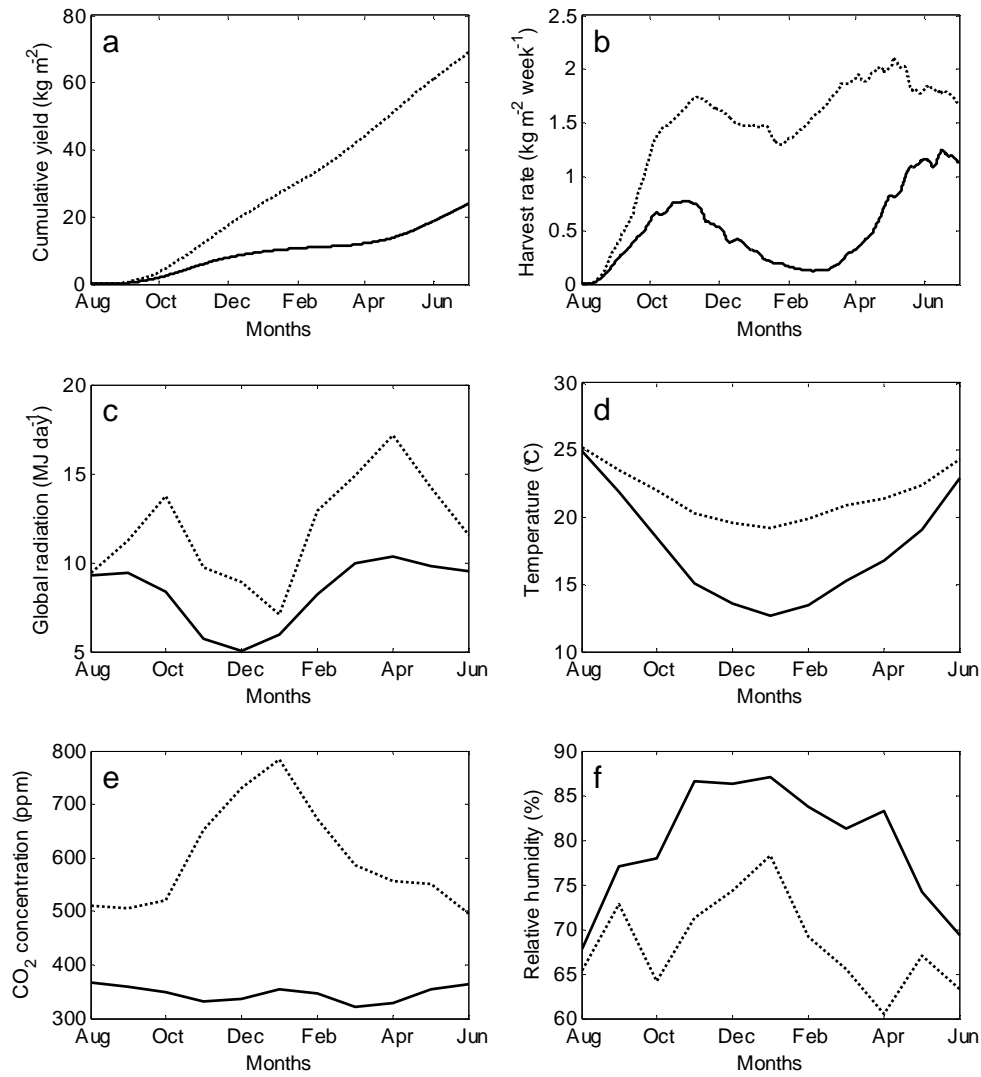 a
80
60
40
20
0
Cumulative yield (kg m-2)
Aug Oct Dec Feb Apr Jun
Months
b
2.5
2
1.5
1
0.5
0
Harvest rate (kg m-2 week-1)
Aug Oct Dec Feb Apr Jun
Months
c
20
15
10
5
Global radiation (MJ day-1)
Aug Oct Dec Feb Apr Jun
Months
d
30
25
20
15
10
Temperature (°C)
Aug Oct Dec Feb Apr Jun
Months
e
800
700
600
500
400
300
CO2 concentration (ppm)
Aug Oct Dec Feb Apr Jun
Months
f
90
85
80
75
70
65
60
Relative humidity (%)
Aug Oct Dec Feb Apr Jun
Months